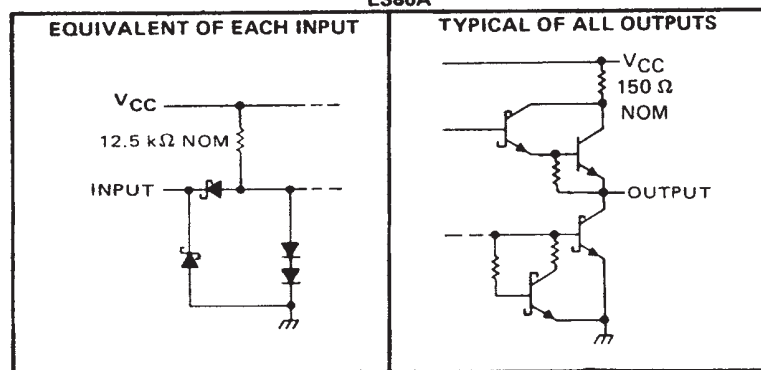 EQUIVALENT OF EACH INPUT
VCC
12.5 kΩ NOM
INPUT
TYPICAL OF ALL OUTPUTS
VCC
150 Ω
NOM
OUTPUT